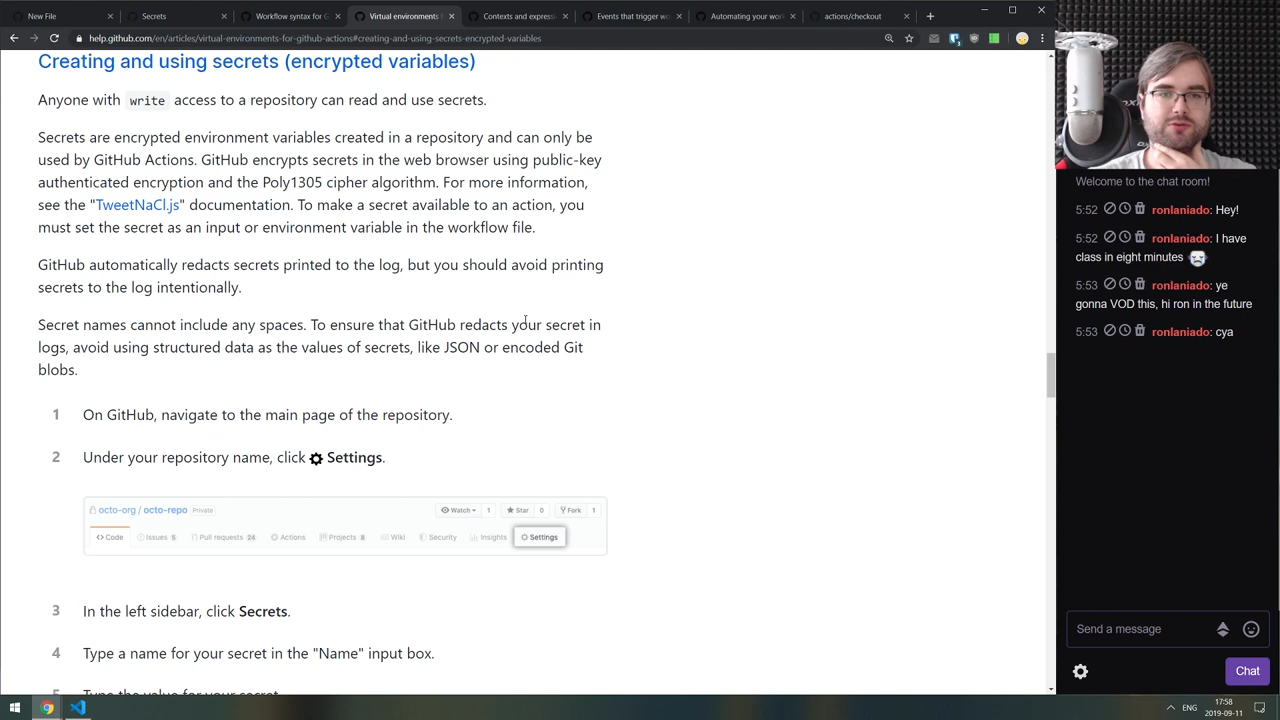 New File
Secrets
Workflow syntax for G
Virtual environments
Contexts and express
Events that trigger wo
Automating your work
actions/checkout
help.github.com/en/articles/virtual-environments-for-github-actions#creating-and-using-secrets-encrypted-variables
Creating and using secrets (encrypted variables)
Anyone with write access to a repository can read and use secrets.
Secrets are encrypted environment variables created in a repository and can only be
used by GitHub Actions. GitHub encrypts secrets in the web browser using public-key
authenticated encryption and the Poly1305 cipher algorithm. For more information,
see the "TweetNaCl.js" documentation. To make a secret available to an action, you
must set the secret as an input or environment variable in the workflow file.
GitHub automatically redacts secrets printed to the log, but you should avoid printing
secrets to the log intentionally.
Secret names cannot include any spaces. To ensure that GitHub redacts your secret in
logs, avoid using structured data as the values of secrets, like JSON or encoded Git
blobs.
1 On GitHub, navigate to the main page of the repository.
2 Under your repository name, click Settings.
octo-org / octo-repo Private
Watch 1 Star 0 Fork 1
Code Issues 5 Pull requests 24 Actions Projects 8 Wiki Security Insights Settings
3 In the left sidebar, click Secrets.
4 Type a name for your secret in the "Name" input box.
5 Type the value for your secret.
Welcome to the chat room!
5:52 ronlaniado: Hey!
5:52 ronlaniado: I have
class in eight minutes
5:53 ronlaniado: ye
gonna VOD this, hi ron in the future
5:53 ronlaniado: cya
Send a message
Chat
ENG
17:58
2019-09-11